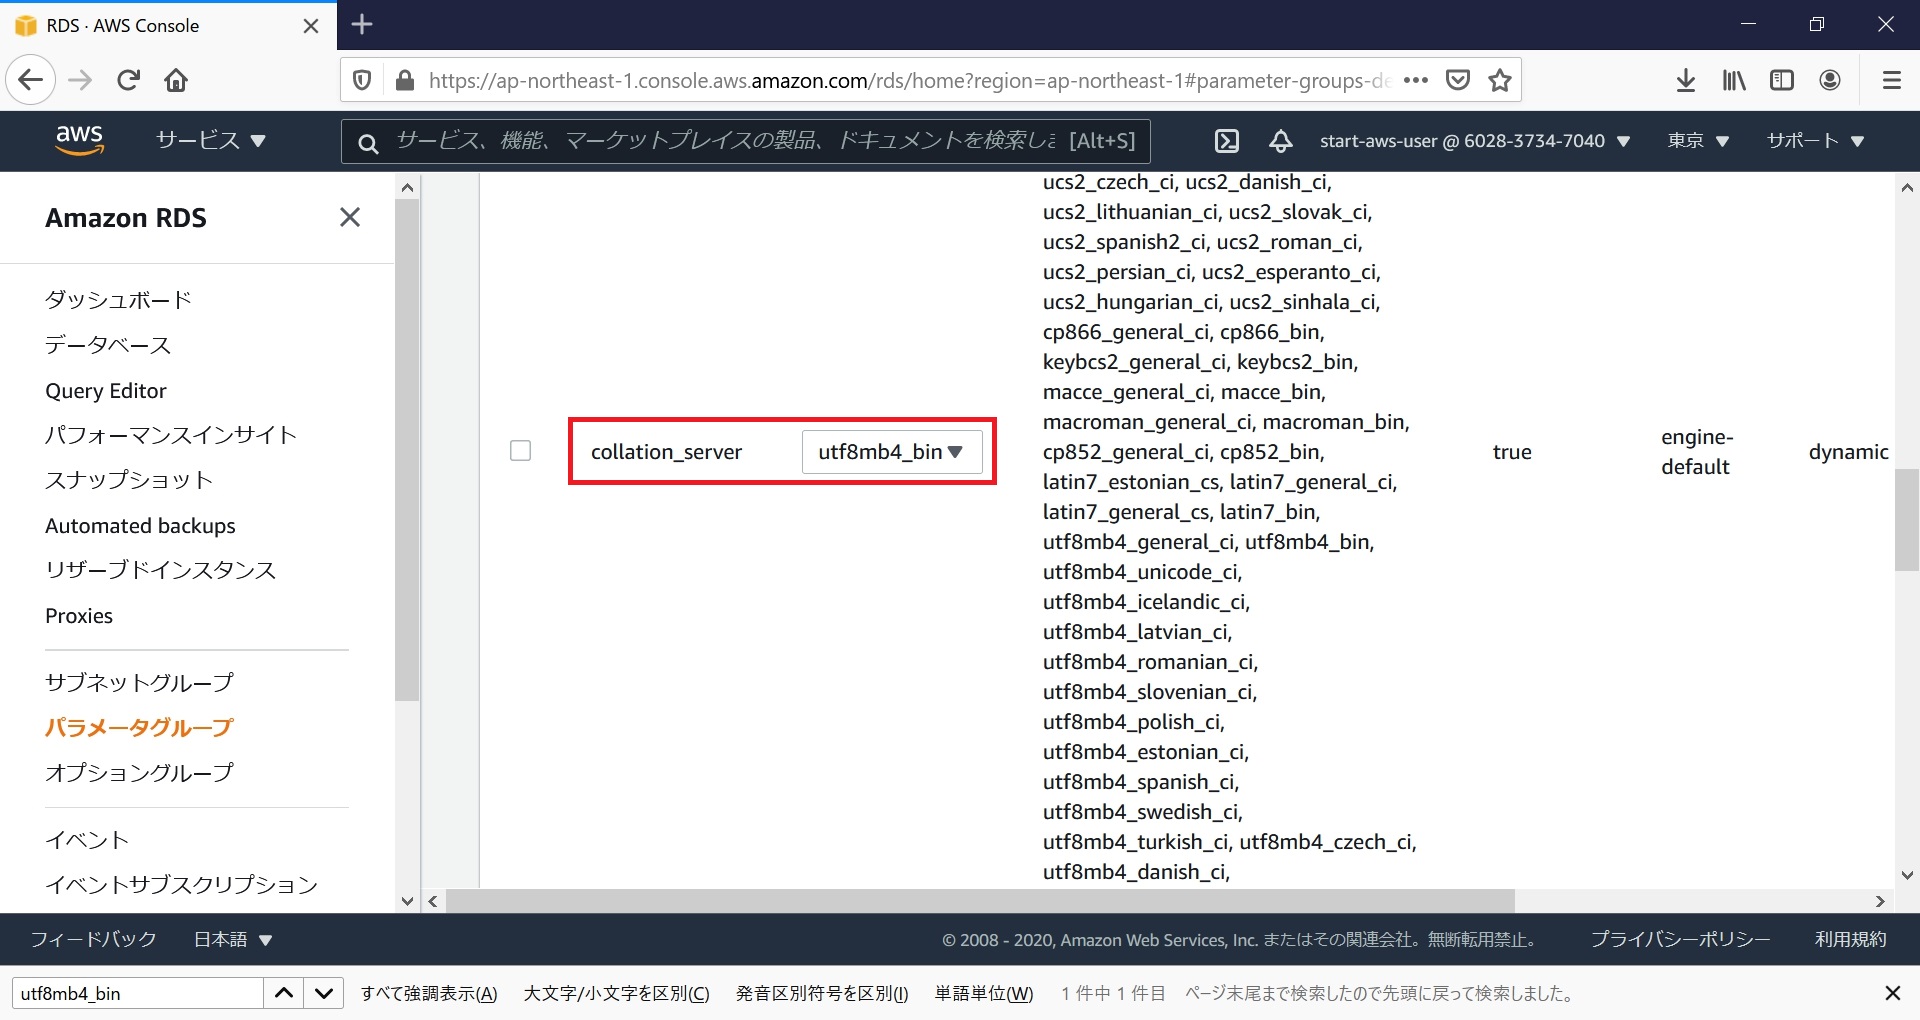 RDS · AWS Console
https://ap-northeast-1.console.aws.amazon.com/rds/home?region=ap-northeast-1#parameter-groups-de
aws
サービス
サービス、機能、マーケットプレイスの製品、ドキュメントを検索しま [Alt+S]
start-aws-user @ 6028-3734-7040
東京
サポート
Amazon RDS
ダッシュボード
データベース
Query Editor
パフォーマンスインサイト
スナップショット
Automated backups
リザーブドインスタンス
Proxies
サブネットグループ
パラメータグループ
オプショングループ
イベント
イベントサブスクリプション
collation_server
utf8mb4_bin
ucs2_czech_ci, ucs2_danish_ci,
ucs2_lithuanian_ci, ucs2_slovak_ci,
ucs2_spanish2_ci, ucs2_roman_ci,
ucs2_persian_ci, ucs2_esperanto_ci,
ucs2_hungarian_ci, ucs2_sinhala_ci,
cp866_general_ci, cp866_bin,
keybcs2_general_ci, keybcs2_bin,
macce_general_ci, macce_bin,
macroman_general_ci, macroman_bin,
cp852_general_ci, cp852_bin,
latin7_estonian_cs, latin7_general_ci,
latin7_general_cs, latin7_bin,
utf8mb4_general_ci, utf8mb4_bin,
utf8mb4_unicode_ci,
utf8mb4_icelandic_ci,
utf8mb4_latvian_ci,
utf8mb4_romanian_ci,
utf8mb4_slovenian_ci,
utf8mb4_polish_ci,
utf8mb4_estonian_ci,
utf8mb4_spanish_ci,
utf8mb4_swedish_ci,
utf8mb4_turkish_ci, utf8mb4_czech_ci,
utf8mb4_danish_ci,
true
engine-
default
dynamic
フィードバック
日本語
© 2008 - 2020, Amazon Web Services, Inc. またはその関連会社。無断転用禁止。
プライバシーポリシー
利用規約
utf8mb4_bin
すべて強調表示(A)
大文字/小文字を区別(C)
発音区別符号を区別(I)
単語単位(W)
1 件中 1 件目
ページ末尾まで検索したので先頭に戻って検索しました。